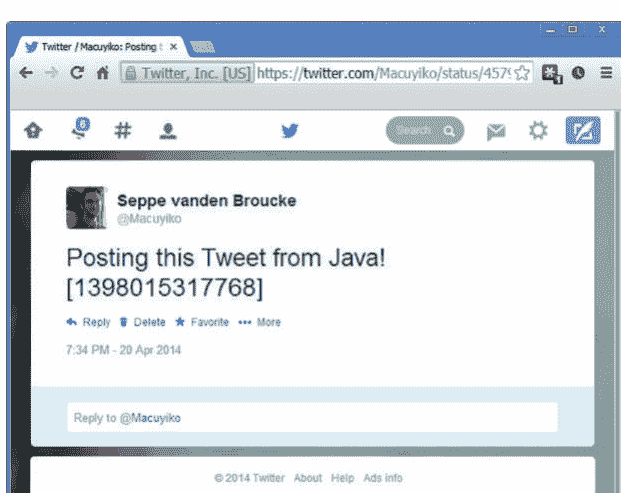 Twitter / Macuyiko: Posting t
Twitter, Inc. [US] https://twitter.com/Macuyiko/status/457
6
Search
Seppe vanden Broucke
@Macuyiko
Posting this Tweet from Java!
[1398015317768]
Reply Delete Favorite More
7:34 PM - 20 Apr 2014
Reply to @Macuyiko
© 2014 Twitter About Help Ads info